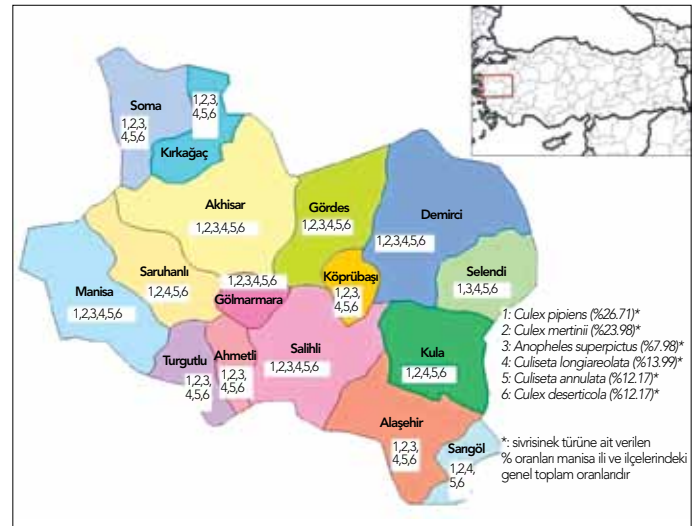 Soma
1,2,3,
4,5,6
1,2,3,
4,5,6
Kırkağaç
Akhisar
1,2,3,4,5,6
Gördes
1,2,3,4,5,6
Demirci
1,2,3,4,5,6
Selendi
1,3,4,5,6
Köprübaşı
1,2,3,
4,5,6
Saruhanlı
1,2,4,5,6
1,2,3,4,5,6
Gölmarmara
Manisa
1,2,3,4,5,6
Turgutlu
1,2,3,
4,5,6
Ahmetli
1,2,3,
4,5,6
Salihli
1,2,3,4,5,6
Kula
1,2,4,5,6
Alaşehir
1,2,3,
4,5,6
Sarıgöl
1,2,4,
5,6
1: Culex pipiens (%26.71)*
2: Culex mertinii (%23.98)*
3: Anopheles superpictus (%7.98)*
4: Culiseta longiareolata (%13.99)*
5: Culiseta annulata (%12.17)*
6: Culex deserticola (%12.17)*
*: sivrisinek türüne ait verilen
% oranları manisa ili ve ilçelerindeki
genel toplam oranlarıdır